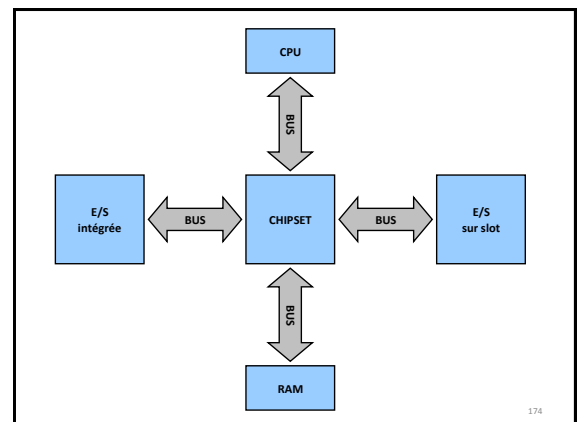 CPU
BUS
E/S
intégrée
BUS
CHIPSET
BUS
E/S
sur slot
BUS
RAM
174